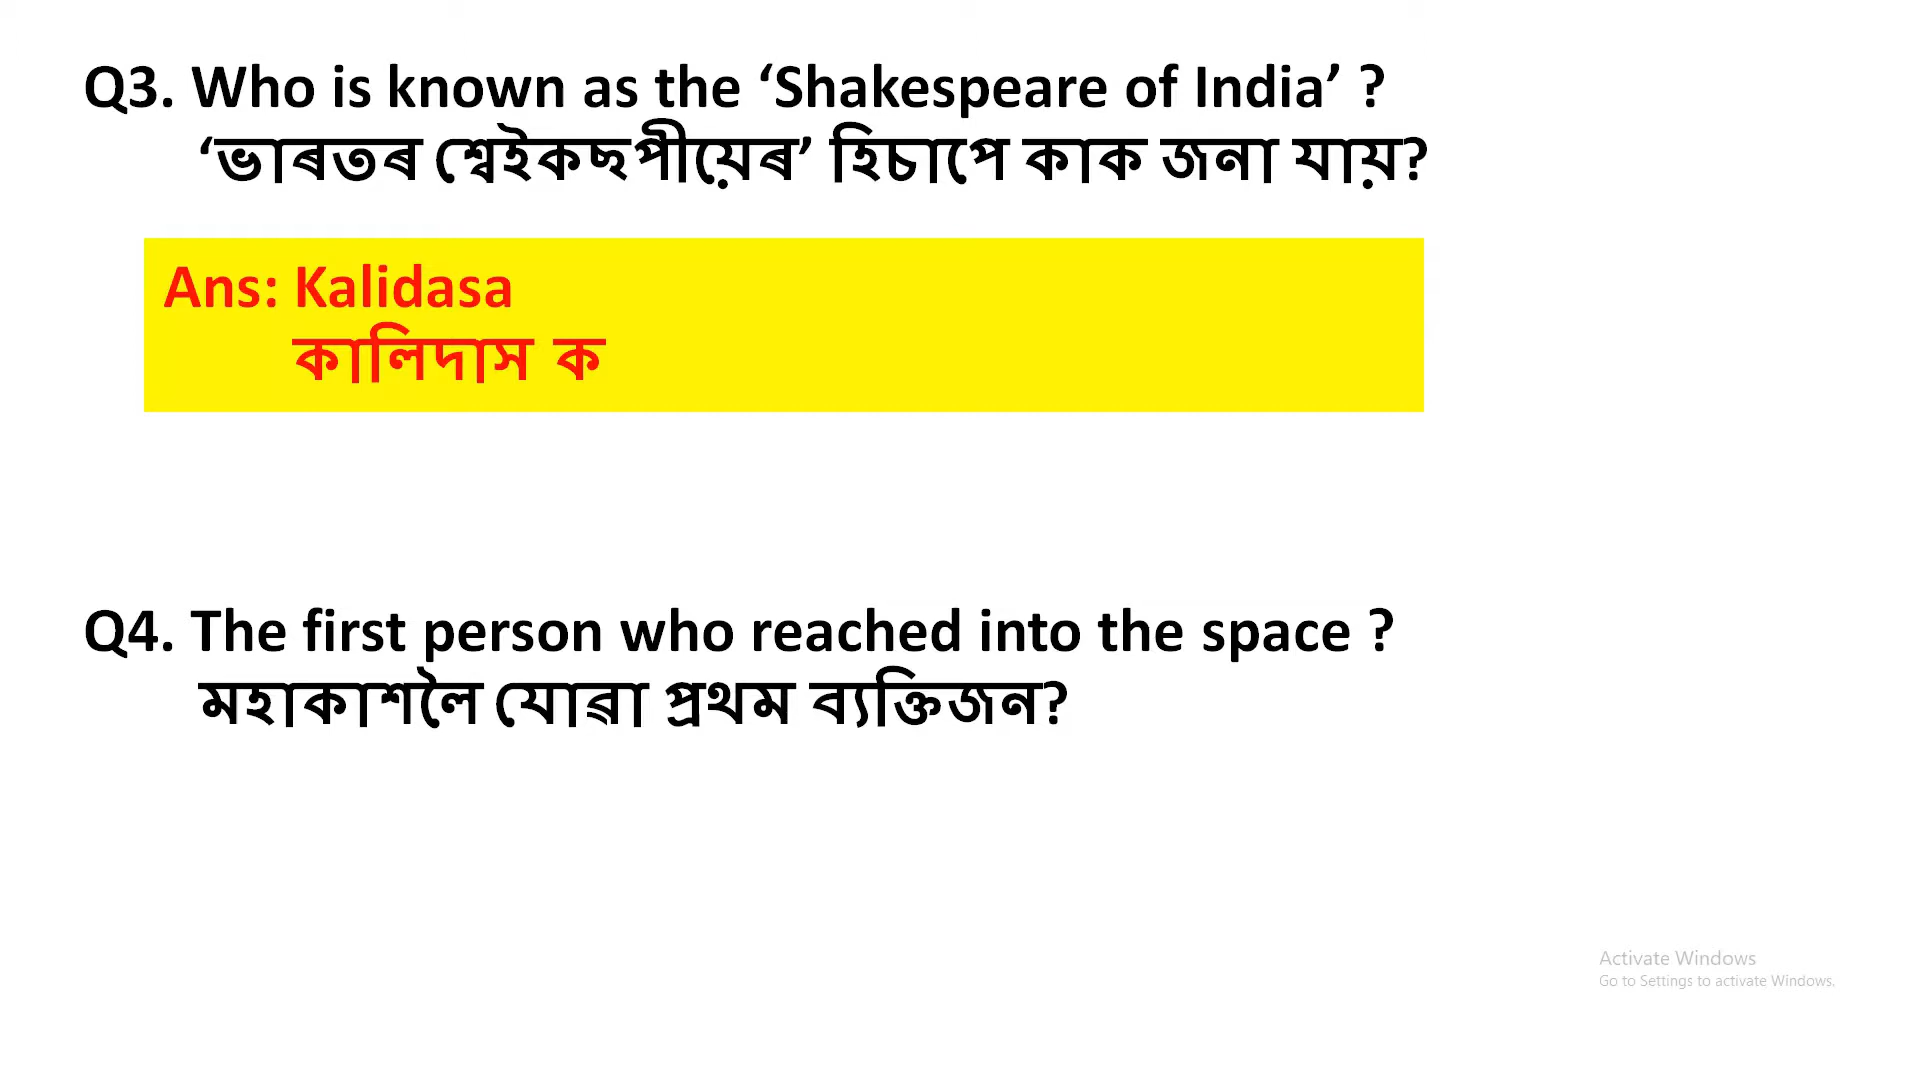 Q3. Who is known as the ‘Shakespeare of India’ ?
‘ভাৰতৰ শ্বেইকছপীয়েৰ’ হিচাপে কাক জনা যায়?
Ans: Kalidasa
কালিদাস ক
Q4. The first person who reached into the space ?
মহাকাশলৈ যোৱা প্ৰথম ব্যক্তিজন?
Activate Windows
Go to Settings to activate Windows.